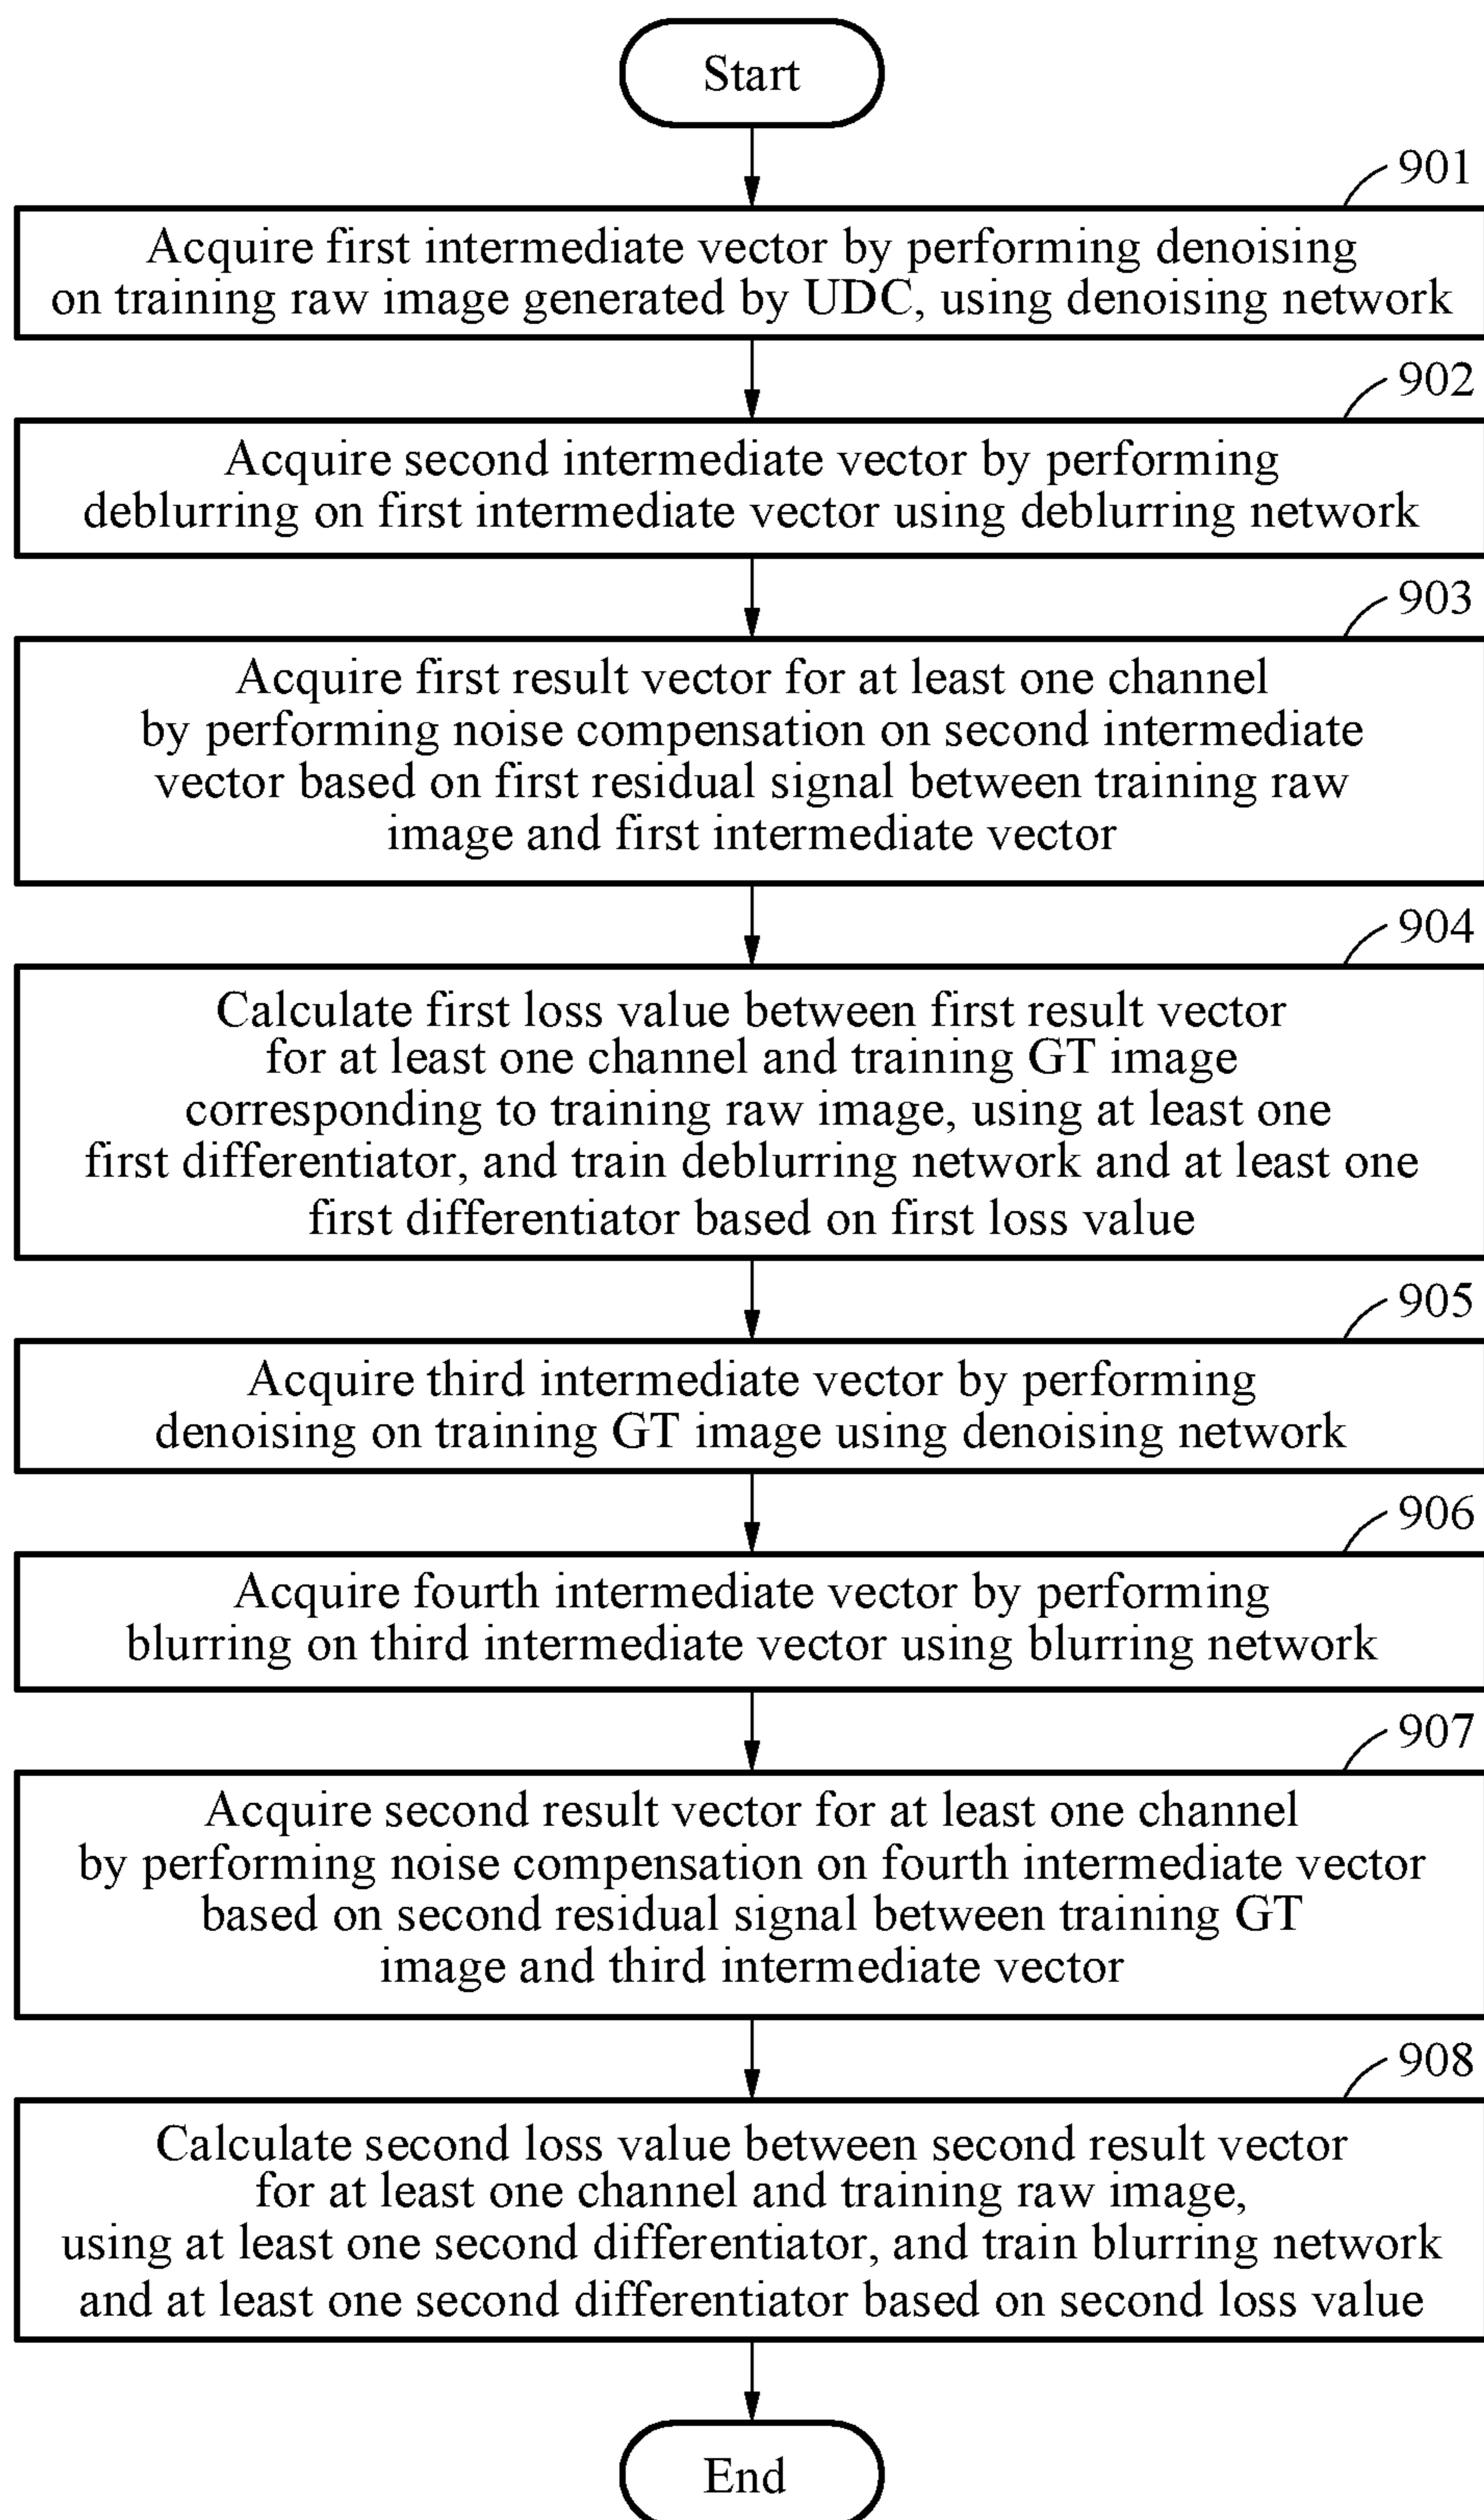 Start
901
Acquire first intermediate vector by performing denoising
on training raw image generated by UDC, using denoising network
902
Acquire second intermediate vector by performing
deblurring on first intermediate vector using deblurring network
903
Acquire first result vector for at least one channel
by performing noise compensation on second intermediate
vector based on first residual signal between training raw
image and first intermediate vector
904
Calculate first loss value between first result vector
for at least one channel and training GT image
corresponding to training raw image, using at least one
first differentiator, and train deblurring network and at least one
first differentiator based on first loss value
905
Acquire third intermediate vector by performing
denoising on training GT image using denoising network
906
Acquire fourth intermediate vector by performing
blurring on third intermediate vector using blurring network
907
Acquire second result vector for at least one channel
by performing noise compensation on fourth intermediate vector
based on second residual signal between training GT
image and third intermediate vector
908
Calculate second loss value between second result vector
for at least one channel and training raw image,
using at least one second differentiator, and train blurring network
and at least one second differentiator based on second loss value
End